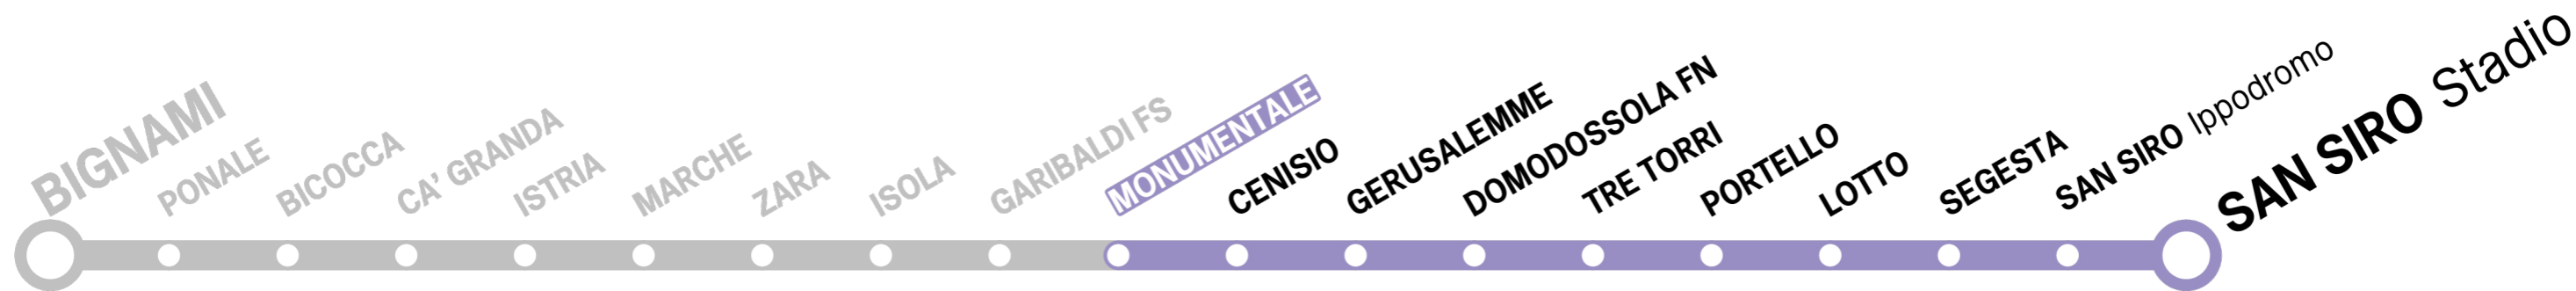 BIGNAMI
PONALE
BICOCCA
CA' GRANDA
ISTRIA
MARCHE
ZARA
ISOLA
GARIBALDI FS
MONUMENTALE
CENISIO
GERUSALEMME
DOMODOSSOLA FN
TRE TORRI
PORTELLO
LOTTO
SEGESTA
SAN SIRO Ippodromo
SAN SIRO Stadio